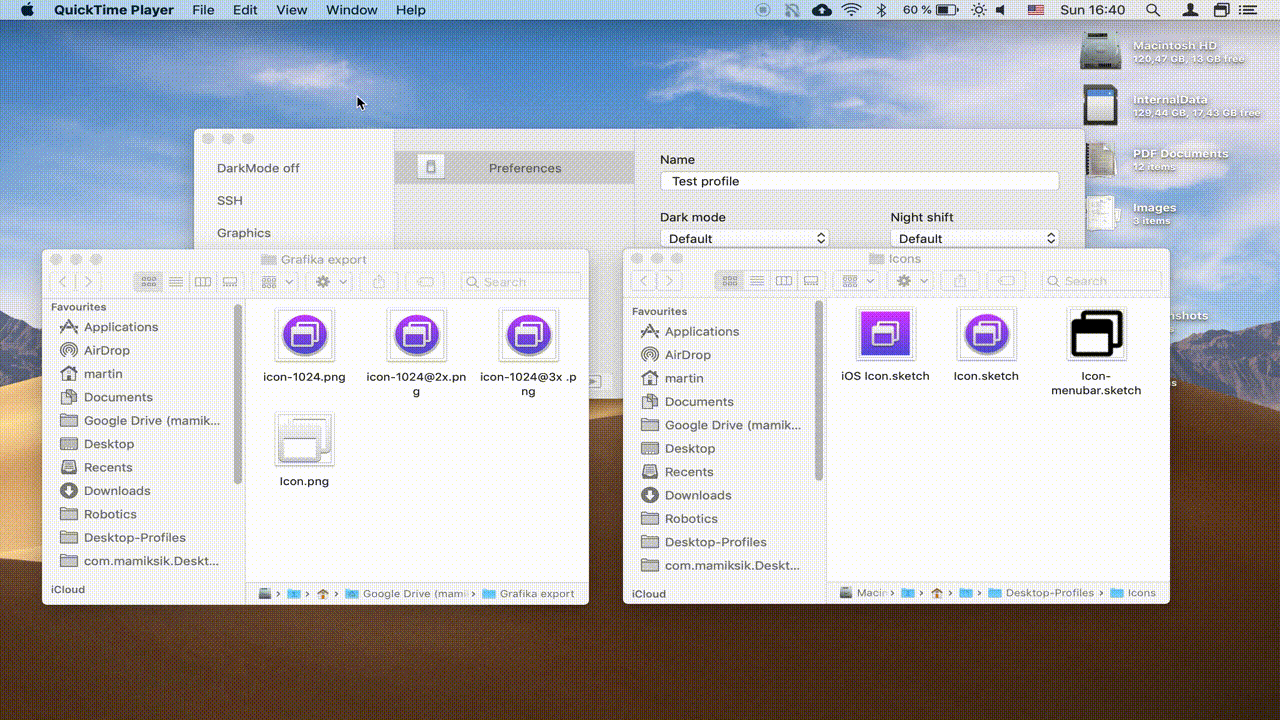 QuickTime Player File Edit View Window Help 60 % Sun 16:40
Macintosh HD
120,47 GB, 13 GB free
InternalData
129,44 GB, 17,43 GB free
PDF Documents
12 items
Images
3 items
DarkMode off
SSH
Graphics
Preferences
Name
Test profile
Dark mode Night shift
Default Default
Grafika export
Search
Favourites
Applications
AirDrop
martin
Documents
Google Drive (mamik...
Desktop
Recents
Downloads
Robotics
Desktop-Profiles
com.mamiksik.Deskt...
iCloud
icon-1024.png
icon-1024@2x.pn
g
icon-1024@3x .p
ng
Icon.png
Google Drive (mami
Grafika export
Icons
Search
Favourites
Applications
AirDrop
martin
Documents
Google Drive (mamik...
Desktop
Recents
Downloads
Robotics
Desktop-Profiles
com.mamiksik.Deskt...
iCloud
iOS Icon.sketch
Icon.sketch
Icon-
menubar.sketch
Macin
Desktop-Profiles
Icons